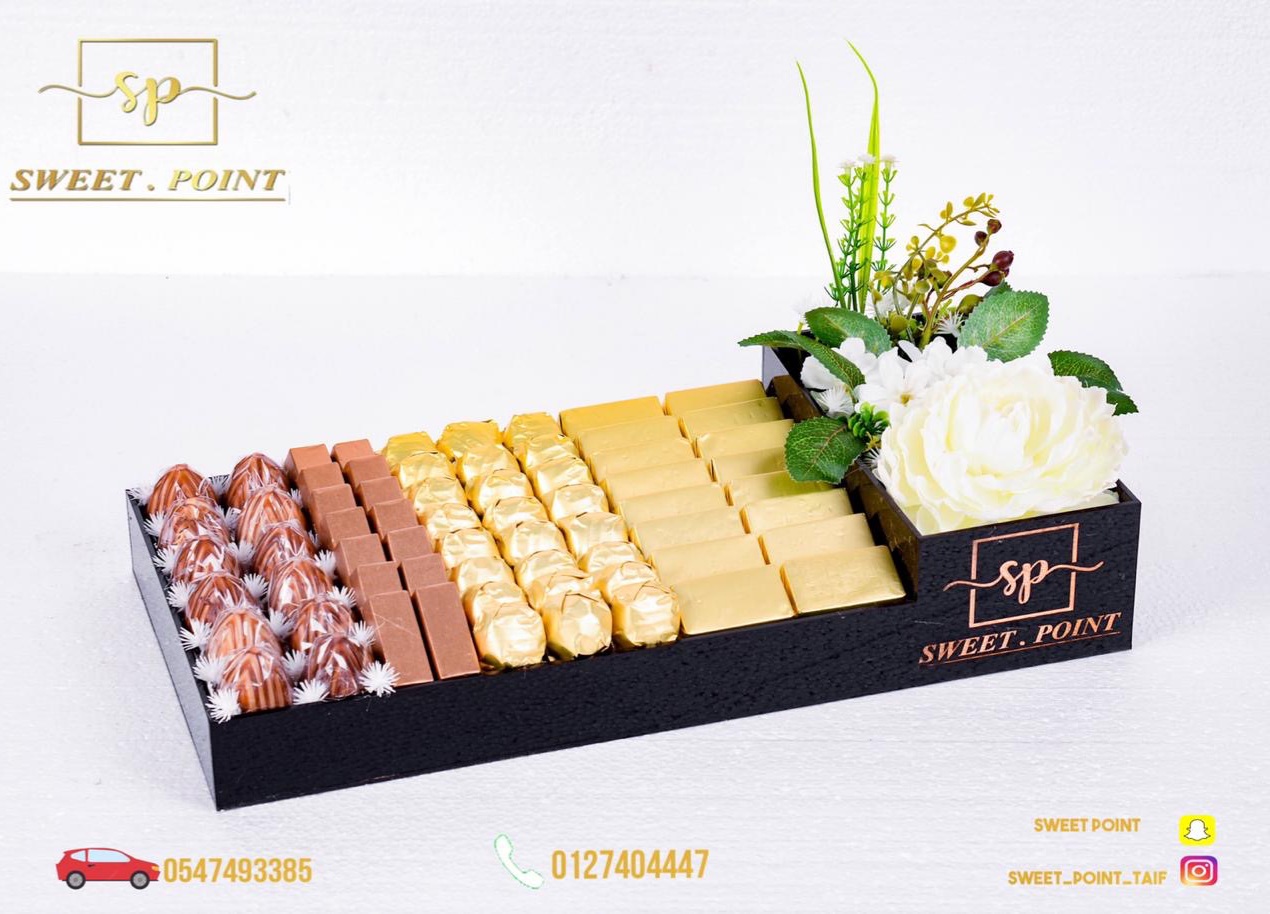 sp
SWEET . POINT
sp
SWEET . POINT
SWEET POINT
0547493385
0127404447
SWEET_POINT_TAIF